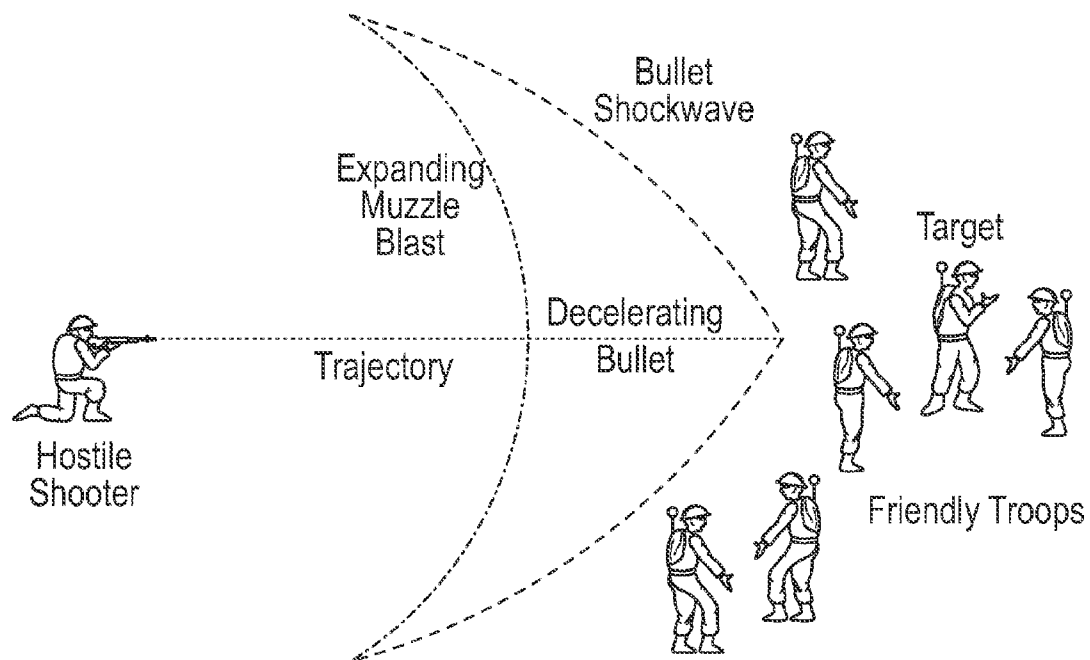 Bullet
Shockwave
Expanding
Muzzle
Blast
Target
Decelerating
Bullet
Trajectory
Hostile
Shooter
Friendly Troops